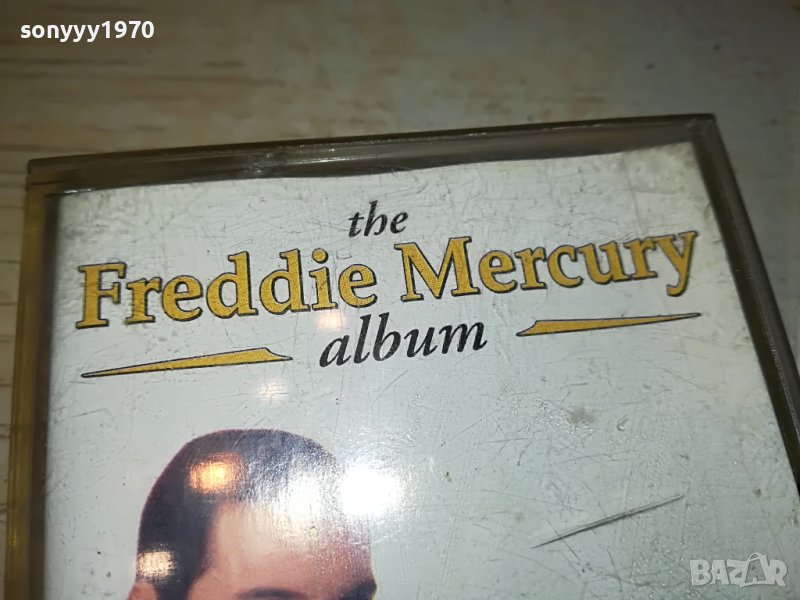 sonyyy1970
the
Freddie Mercury
album
BAZAR